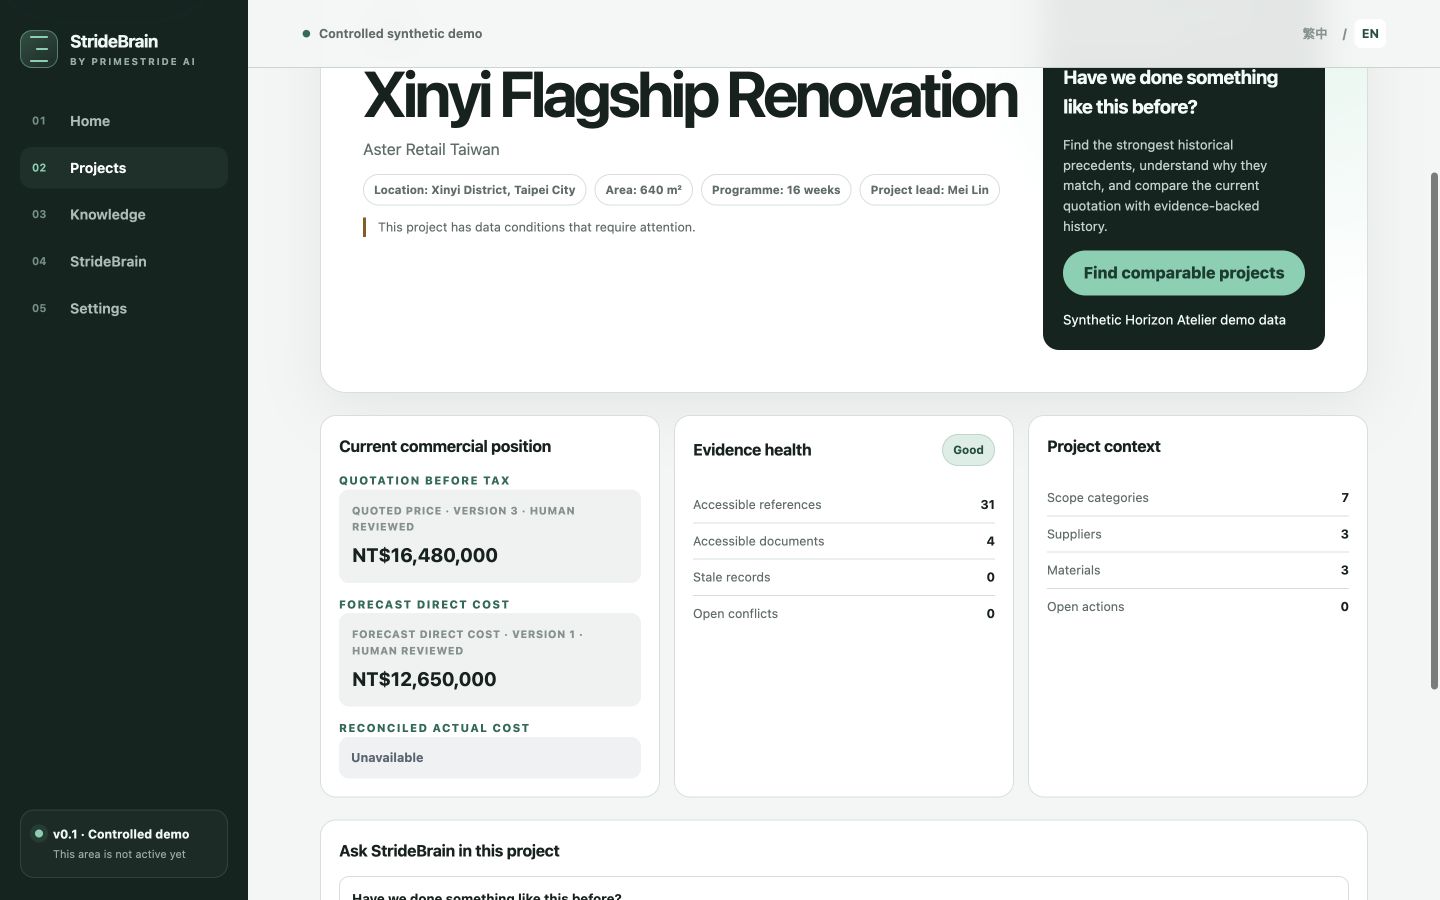 StrideBrain
BY PRIMESTRIDE AI
01 Home
02 Projects
03 Knowledge
04 StrideBrain
05 Settings
v0.1 · Controlled demo
This area is not active yet
Controlled synthetic demo
繁中 / EN
Xinyi Flagship Renovation
Aster Retail Taiwan
Location: Xinyi District, Taipei City
Area: 640 m²
Programme: 16 weeks
Project lead: Mei Lin
This project has data conditions that require attention.
Have we done something
like this before?
Find the strongest historical
precedents, understand why they
match, and compare the current
quotation with evidence-backed
history.
Find comparable projects
Synthetic Horizon Atelier demo data
Current commercial position
QUOTATION BEFORE TAX
QUOTED PRICE · VERSION 3 · HUMAN
REVIEWED
NT$16,480,000
FORECAST DIRECT COST
FORECAST DIRECT COST · VERSION 1 ·
HUMAN REVIEWED
NT$12,650,000
RECONCILED ACTUAL COST
Unavailable
Evidence health
Good
Accessible references 31
Accessible documents 4
Stale records 0
Open conflicts 0
Project context
Scope categories 7
Suppliers 3
Materials 3
Open actions 0
Ask StrideBrain in this project
Have we done something like this before?